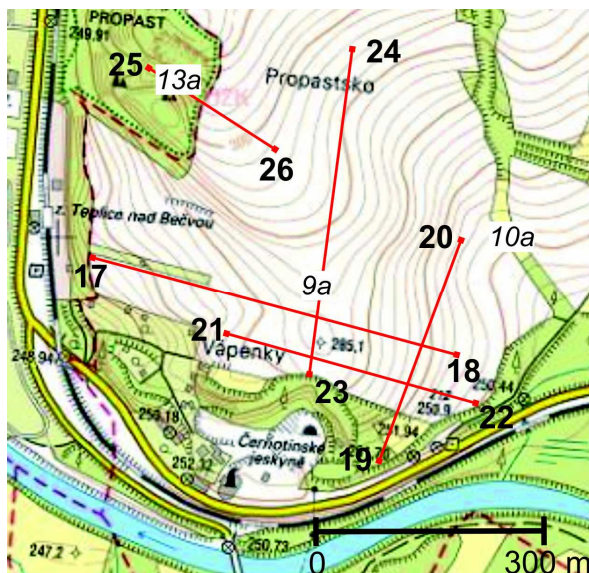 PROPAST
249.91
24
25
13a
Propastsko
26
z. Teplice nad Bečvou
20
10a
17
9a
21
Vápenky
285,1
18
248.94
23
250.44
250.9
22
256.18
251.94
Černotínské
jeskyně
19
252.12
250.73
0
300 m
247.2